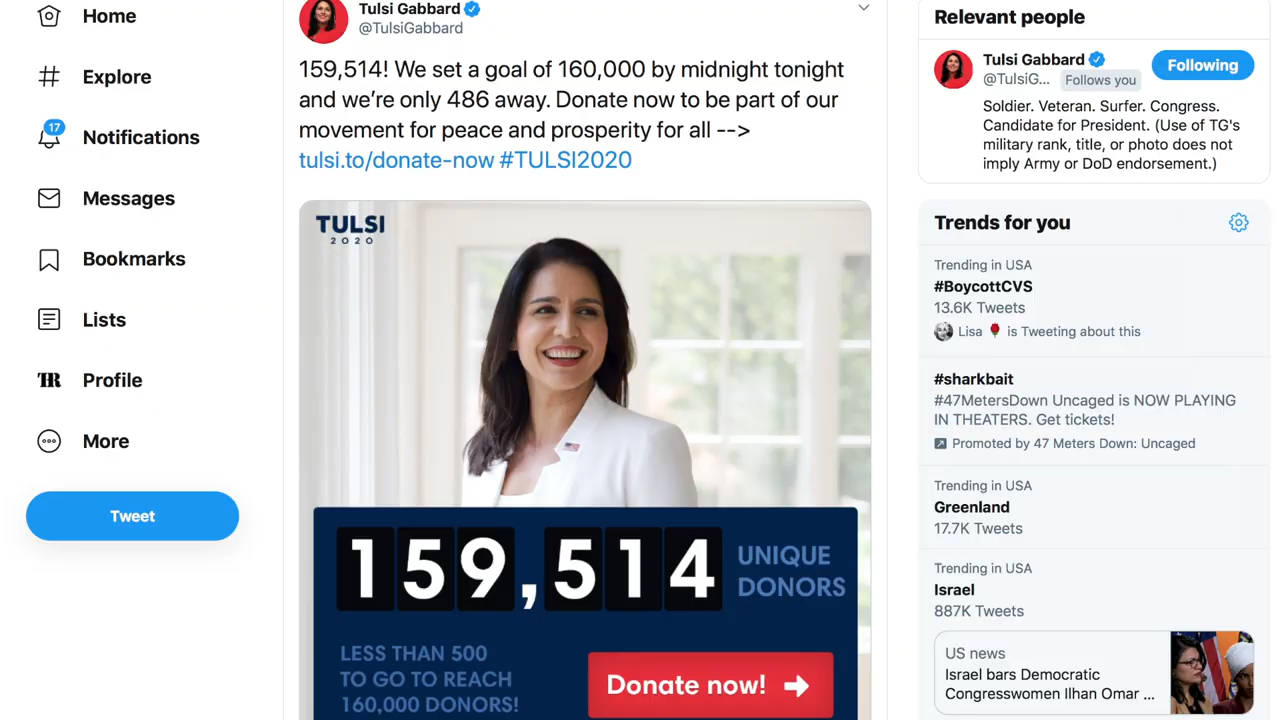 Home
Explore
17
Notifications
Messages
Bookmarks
Lists
TR Profile
More
Tweet
Tulsi Gabbard
@TulsiGabbard
159,514! We set a goal of 160,000 by midnight tonight
and we’re only 486 away. Donate now to be part of our
movement for peace and prosperity for all -->
tulsi.to/donate-now #TULSI2020
TULSI
2020
159,514
UNIQUE
DONORS
LESS THAN 500
TO GO TO REACH
160,000 DONORS!
Donate now!
Relevant people
Tulsi Gabbard
Following
@TulsiG... Follows you
Soldier. Veteran. Surfer. Congress.
Candidate for President. (Use of TG's
military rank, title, or photo does not
imply Army or DoD endorsement.)
Trends for you
Trending in USA
#BoycottCVS
13.6K Tweets
Lisa 🌹 is Tweeting about this
#sharkbait
#47MetersDown Uncaged is NOW PLAYING
IN THEATERS. Get tickets!
Promoted by 47 Meters Down: Uncaged
Trending in USA
Greenland
17.7K Tweets
Trending in USA
Israel
887K Tweets
US news
Israel bars Democratic
Congresswomen Ilhan Omar ...